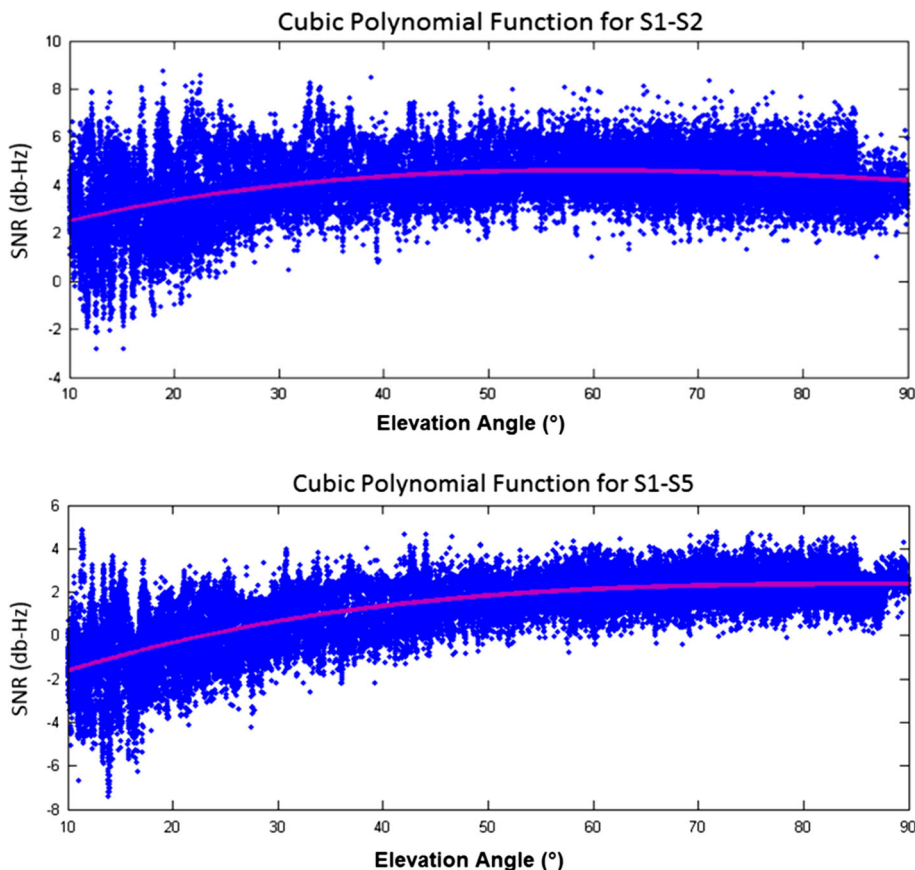 Cubic Polynomial Function for S1-S2
SNR (db-Hz)
10
8
6
4
2
0
-2
-4
10 20 30 40 50 60 70 80 90
Elevation Angle (°)
Cubic Polynomial Function for S1-S5
SNR (db-Hz)
6
4
2
0
-2
-4
-6
-8
10 20 30 40 50 60 70 80 90
Elevation Angle (°)